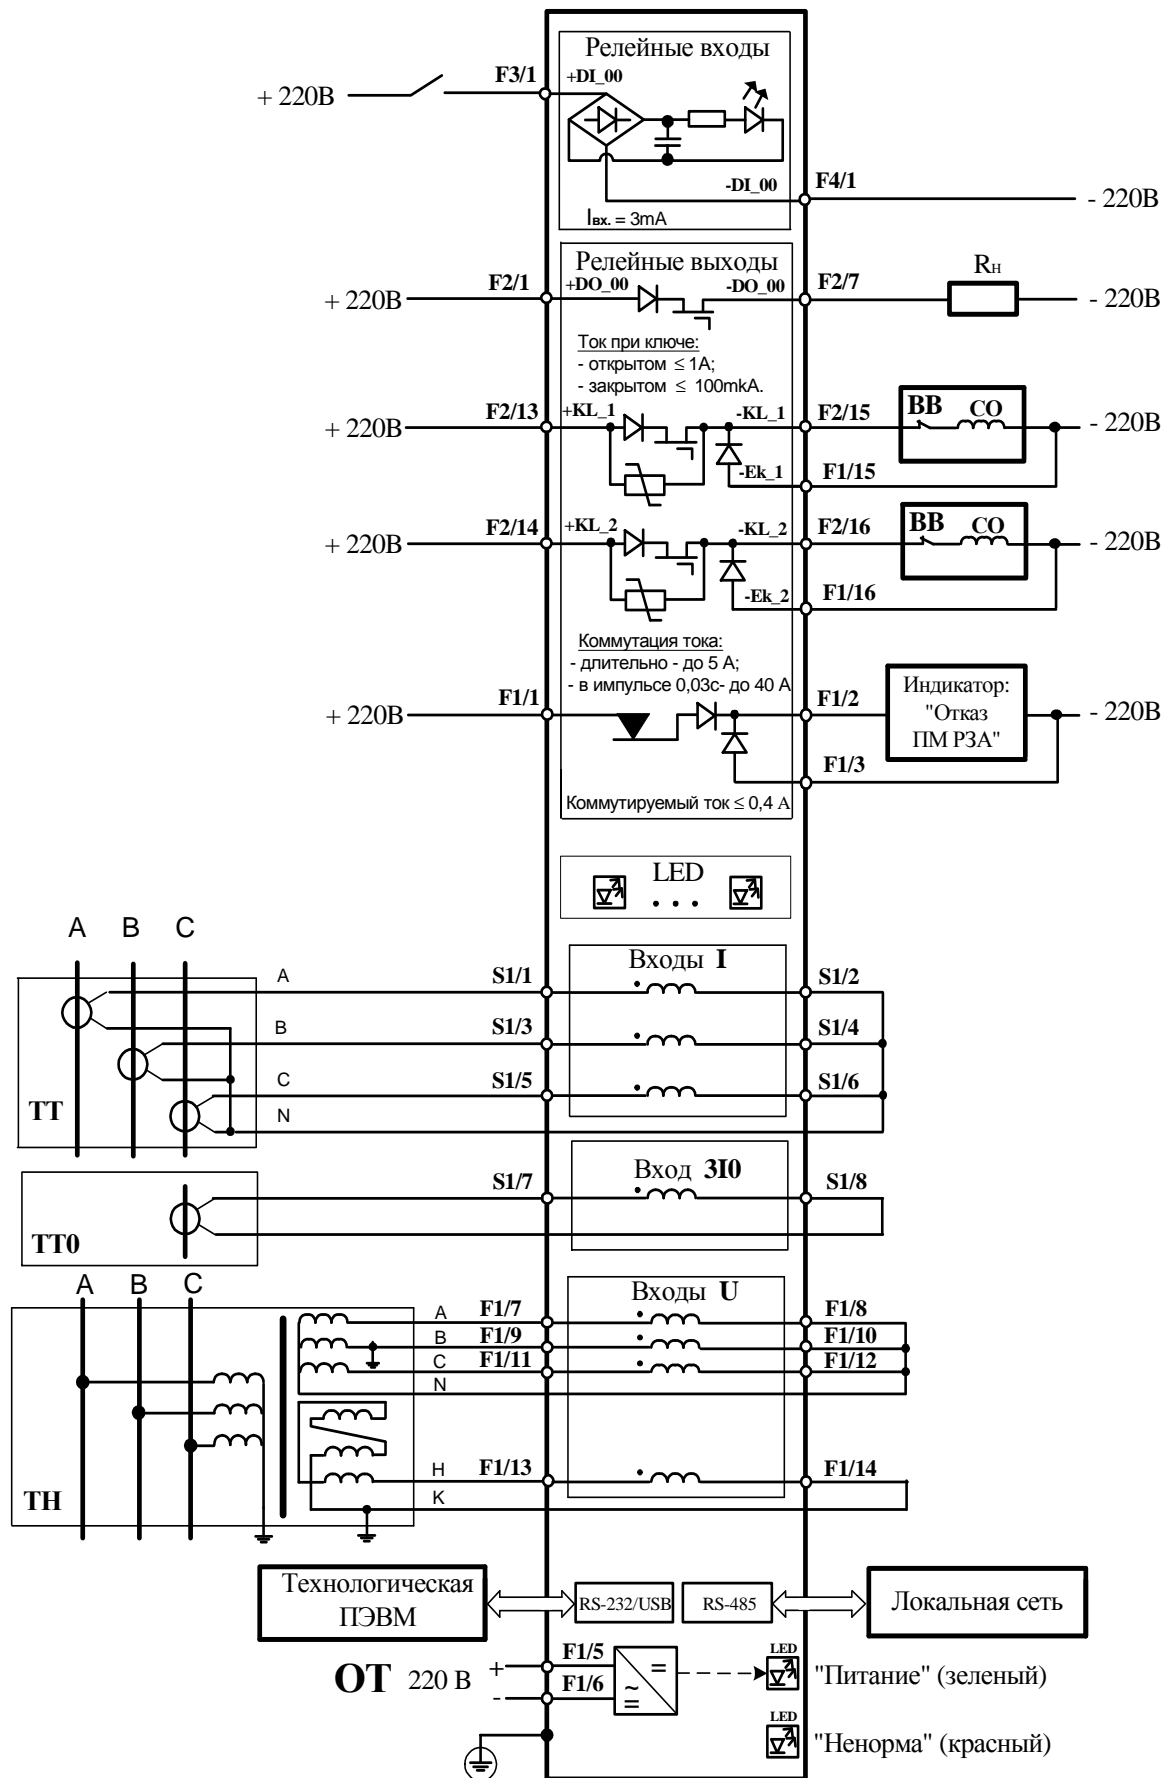 Релейные входы
+ 220В
F3/1
+DI_00
-DI_00
F4/1
- 220В
Iвх. = 3mA
Релейные выходы
+ 220В
F2/1
+DO_00
-DO_00
F2/7
Rн
- 220В
Ток при ключе:
- открытом ≤ 1А;
- закрытом ≤ 100mkA.
+ 220В
F2/13
+KL_1
-KL_1
F2/15
ВВ
СО
- 220В
-Ek_1
F1/15
+ 220В
F2/14
+KL_2
-KL_2
F2/16
ВВ
СО
- 220В
-Ek_2
F1/16
Коммутация тока:
- длительно - до 5 А;
- в импульсе 0,03с- до 40 А
+ 220В
F1/1
F1/2
Индикатор:
"Отказ
ПМ РЗА"
- 220В
F1/3
Коммутируемый ток ≤ 0,4 А
LED
A B C
Входы I
A
S1/1
S1/2
B
S1/3
S1/4
C
S1/5
S1/6
ТТ
N
Вход 3I0
S1/7
S1/8
ТТ0
A B C
Входы U
A
F1/7
F1/8
B
F1/9
F1/10
C
F1/11
F1/12
N
H
F1/13
F1/14
K
ТН
Технологическая
ПЭВМ
RS-232/USB
RS-485
Локальная сеть
ОТ 220 В
+
F1/5
-
F1/6
=
~
=
LED
"Питание" (зеленый)
LED
"Ненорма" (красный)